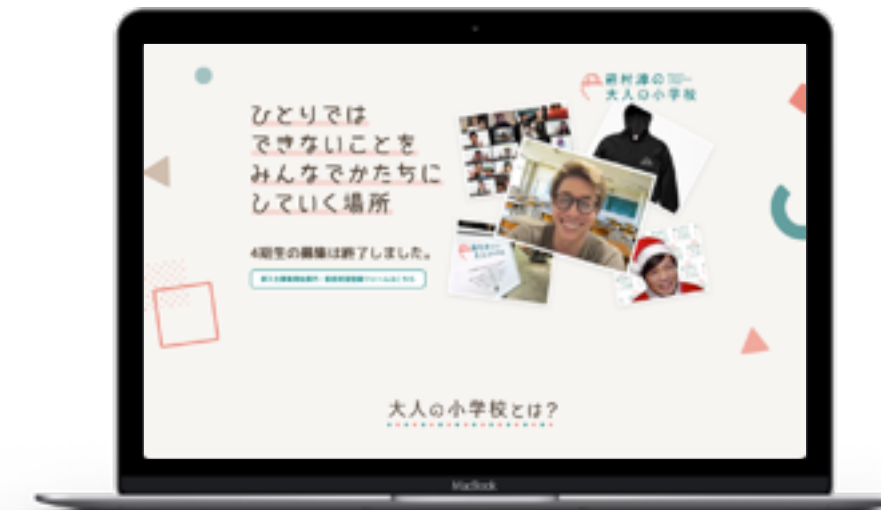 ひとりでは
できないことを
みんなでかたちに
していく場所
4期生の募集は終了しました。
田村淳の
大人の小学校
大人の小学校とは?
MacBook